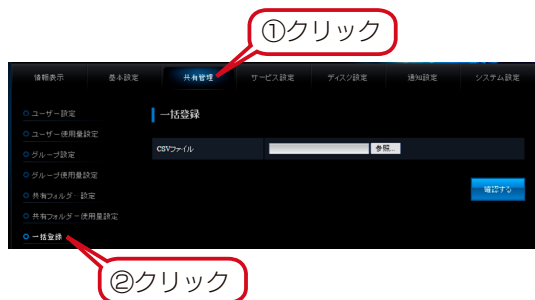 ①クリック
情報表示 基本設定 共有管理 サービス設定 ディスク設定 通知設定 システム設定
ユーザー設定
一括登録
ユーザー使用量設定
グループ設定
CSVファイル 参照...
グループ使用量設定
共有フォルダー設定
確認する
共有フォルダー使用量設定
一括登録
②クリック